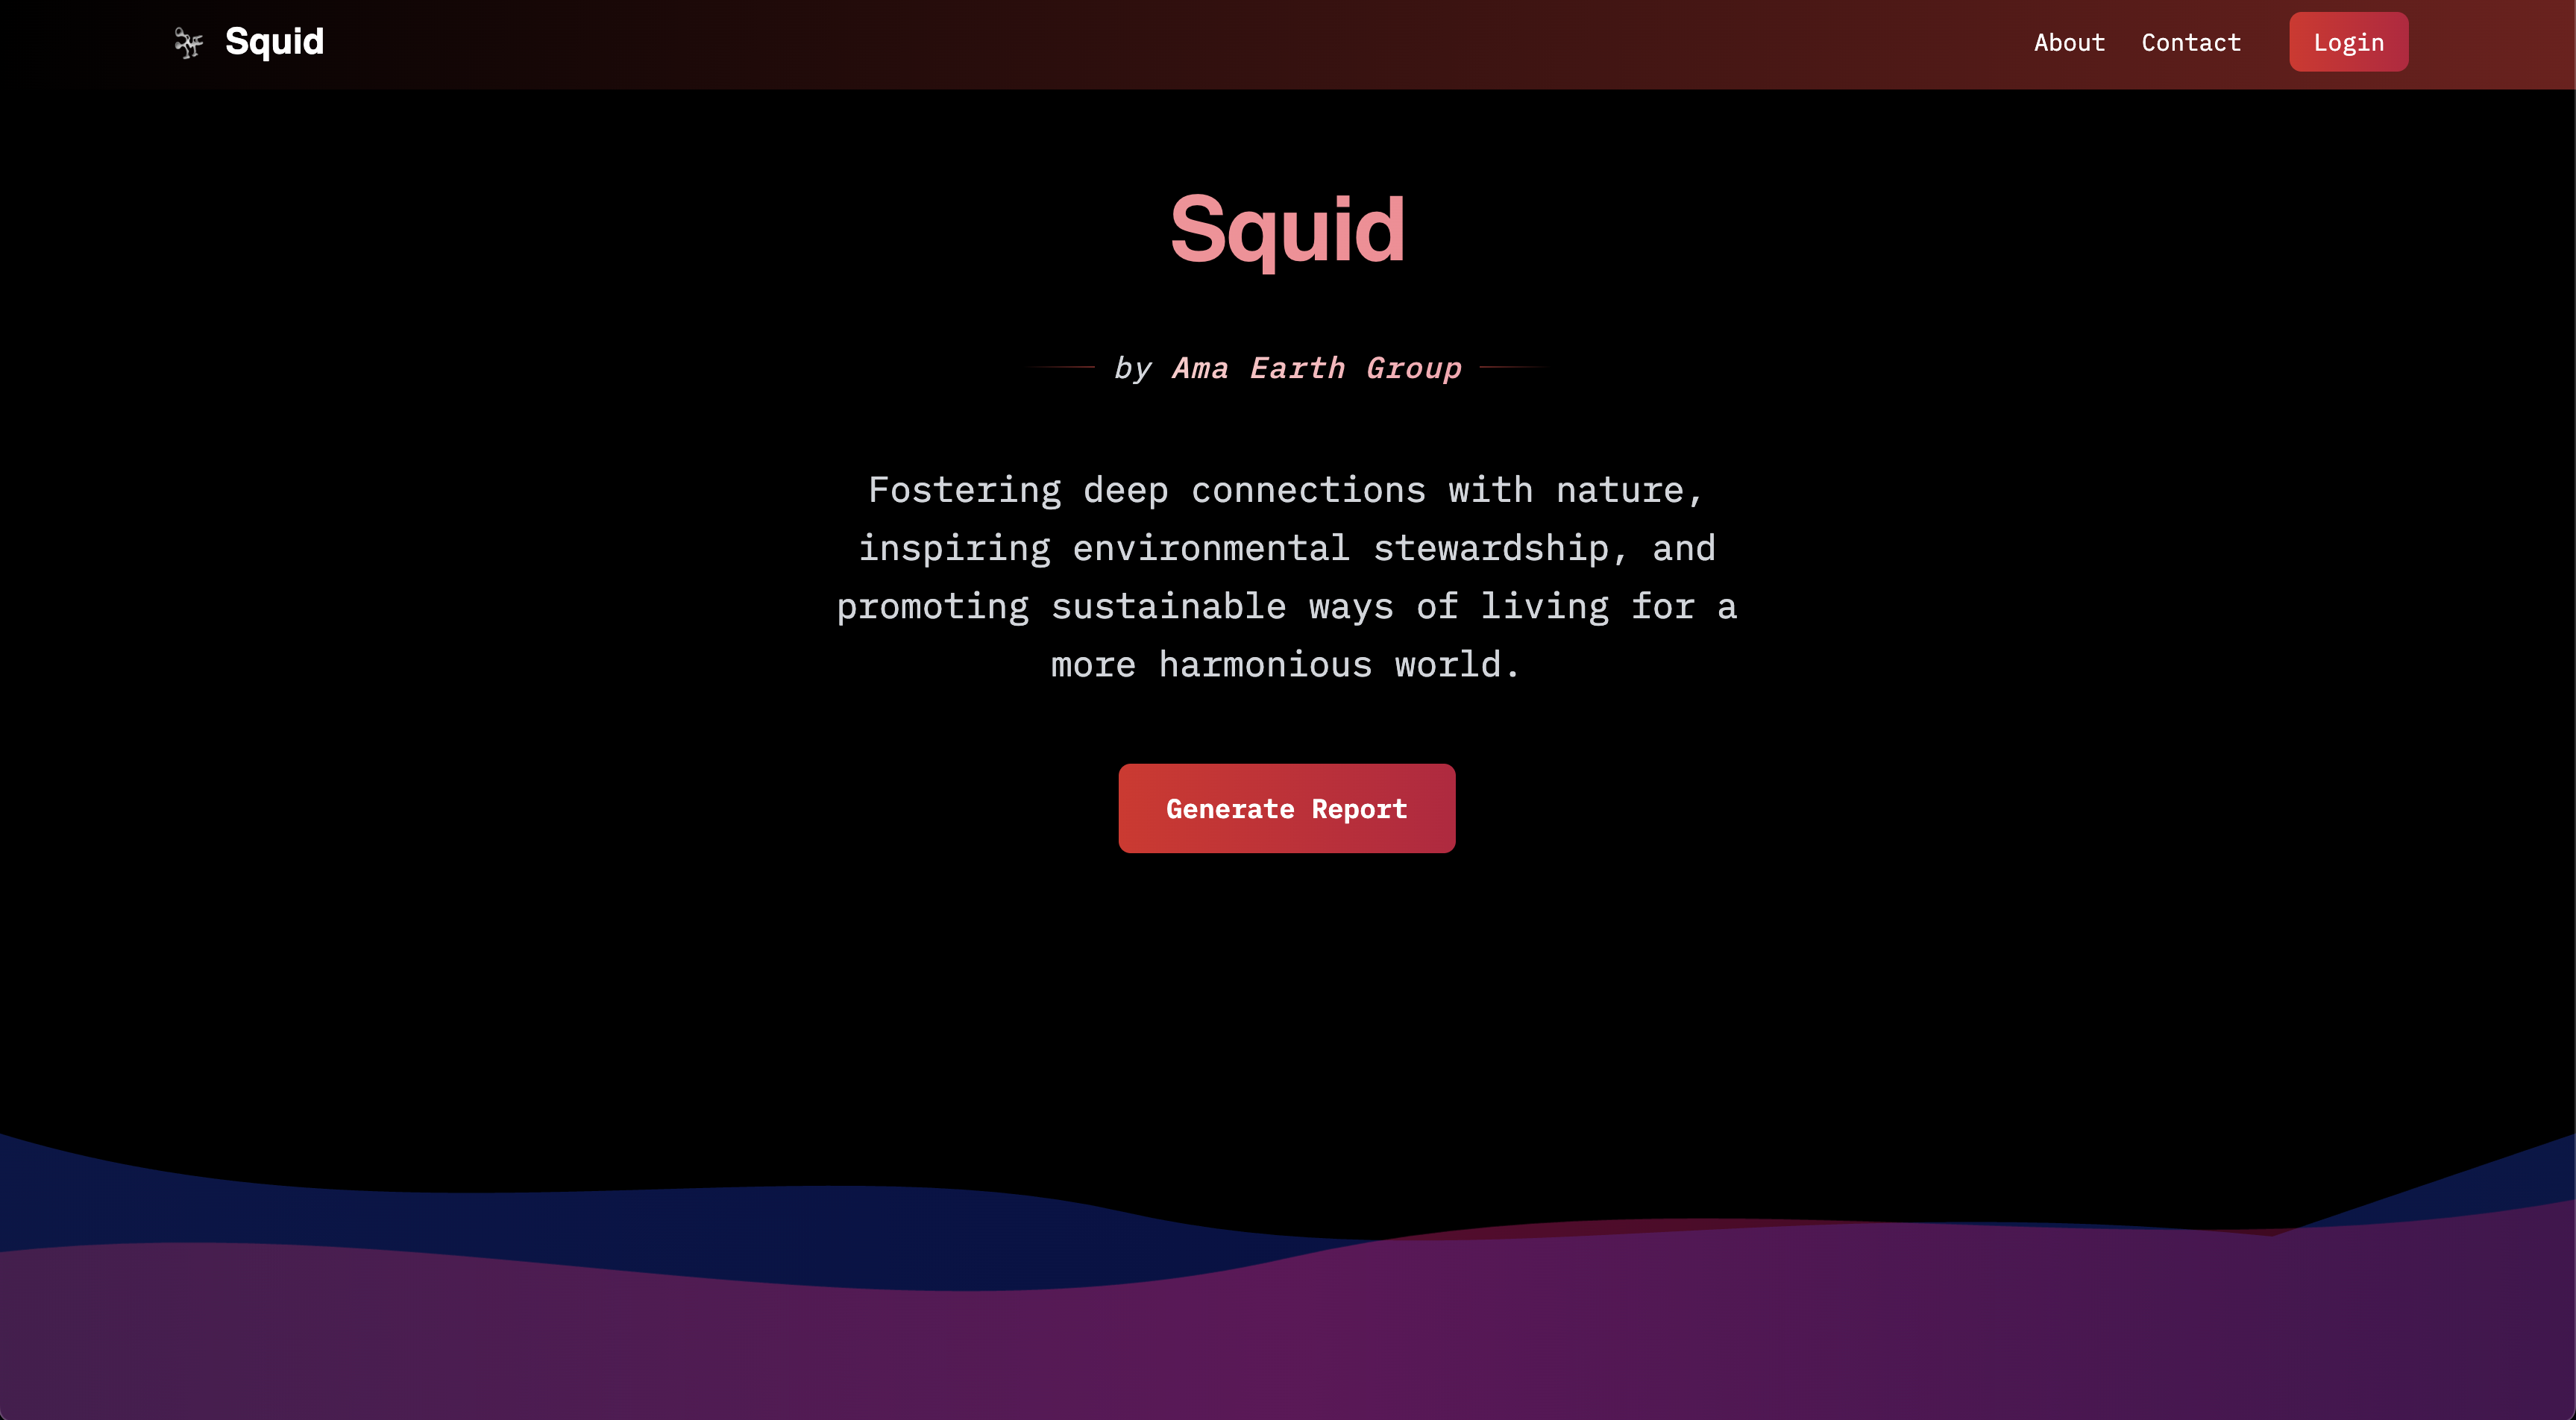 Squid
About
Contact
Login
Squid
by Ama Earth Group
Fostering deep connections with nature,
inspiring environmental stewardship, and
promoting sustainable ways of living for a
more harmonious world.
Generate Report